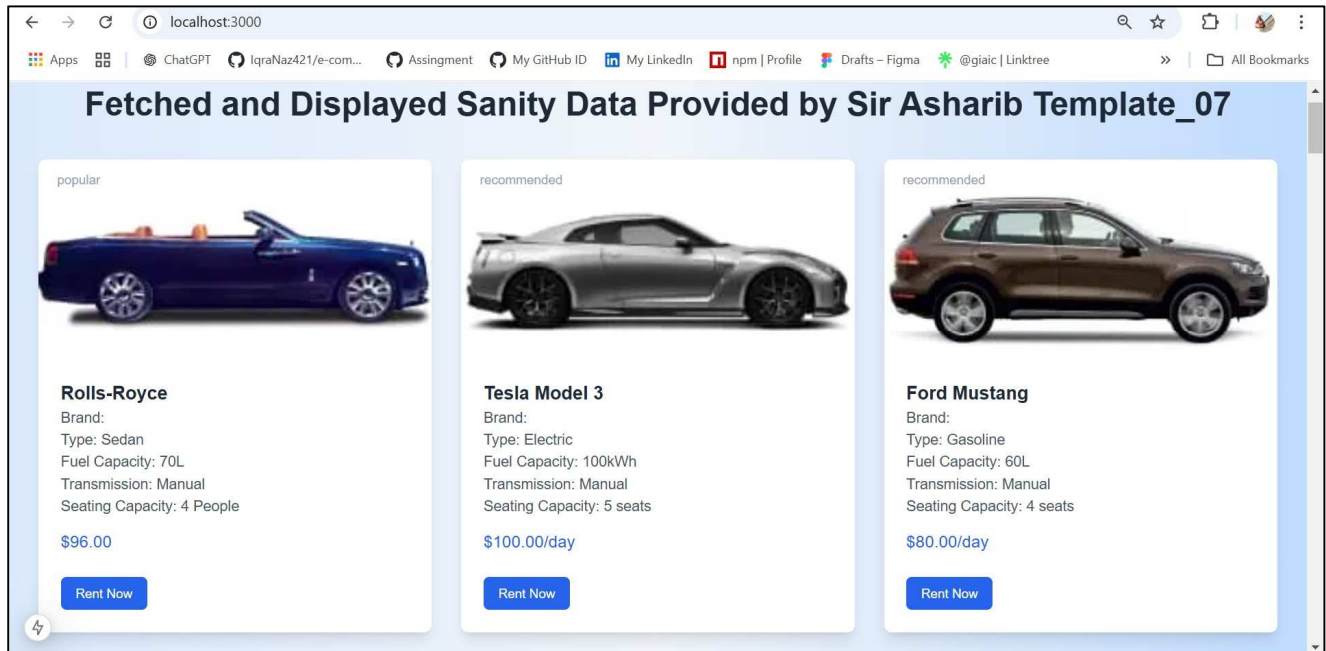 localhost:3000
Apps ChatGPT IqraNaz421/e-com... Assingment My GitHub ID My LinkedIn npm | Profile Drafts – Figma @giaic | Linktree » All Bookmarks
Fetched and Displayed Sanity Data Provided by Sir Asharib Template_07
popular
Rolls-Royce
Brand:
Type: Sedan
Fuel Capacity: 70L
Transmission: Manual
Seating Capacity: 4 People
$96.00
Rent Now
recommended
Tesla Model 3
Brand:
Type: Electric
Fuel Capacity: 100kWh
Transmission: Manual
Seating Capacity: 5 seats
$100.00/day
Rent Now
recommended
Ford Mustang
Brand:
Type: Gasoline
Fuel Capacity: 60L
Transmission: Manual
Seating Capacity: 4 seats
$80.00/day
Rent Now